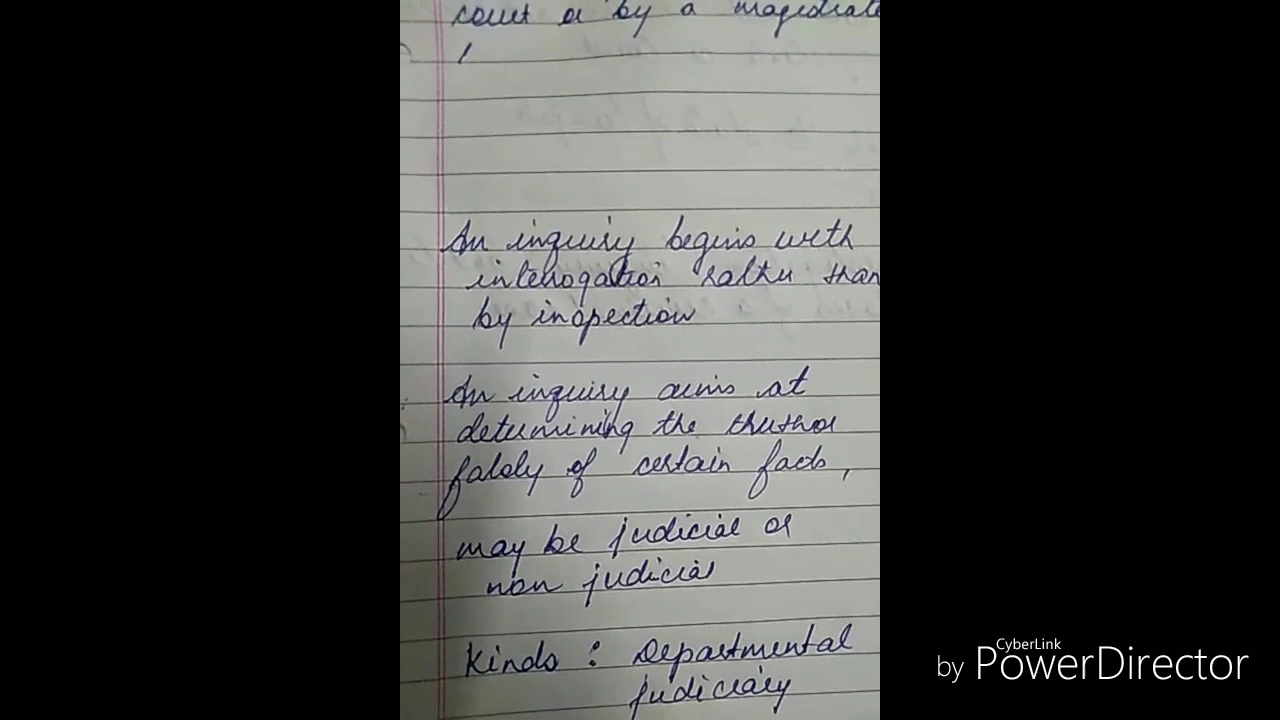 court or by a magistrate
An inquiry begins with
interrogation rather than
by inspection
An inquiry aims at
determining the truth or
falsly of certain facts,
may be judicial or
non judicial
Kinds : Departmental
judiciary
CyberLink
by PowerDirector